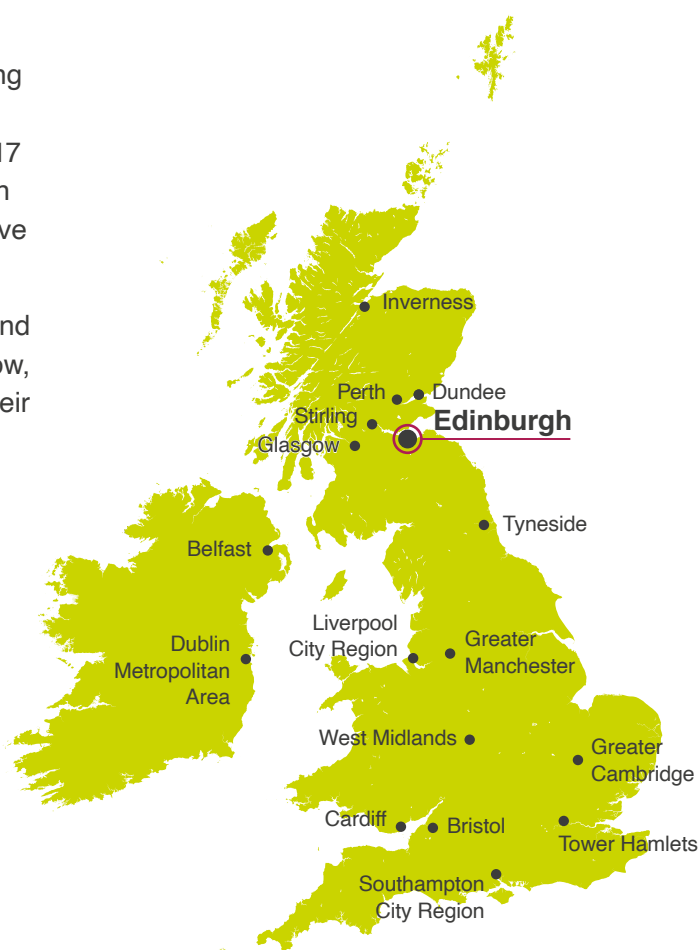 ng
17
n
ve
nd
ow,
eir
Inverness
Perth
Dundee
Stirling
Edinburgh
Glasgow
Tyneside
Belfast
Liverpool
City Region
Greater
Manchester
Dublin
Metropolitan
Area
West Midlands
Greater
Cambridge
Cardiff
Bristol
Tower Hamlets
Southampton
City Region